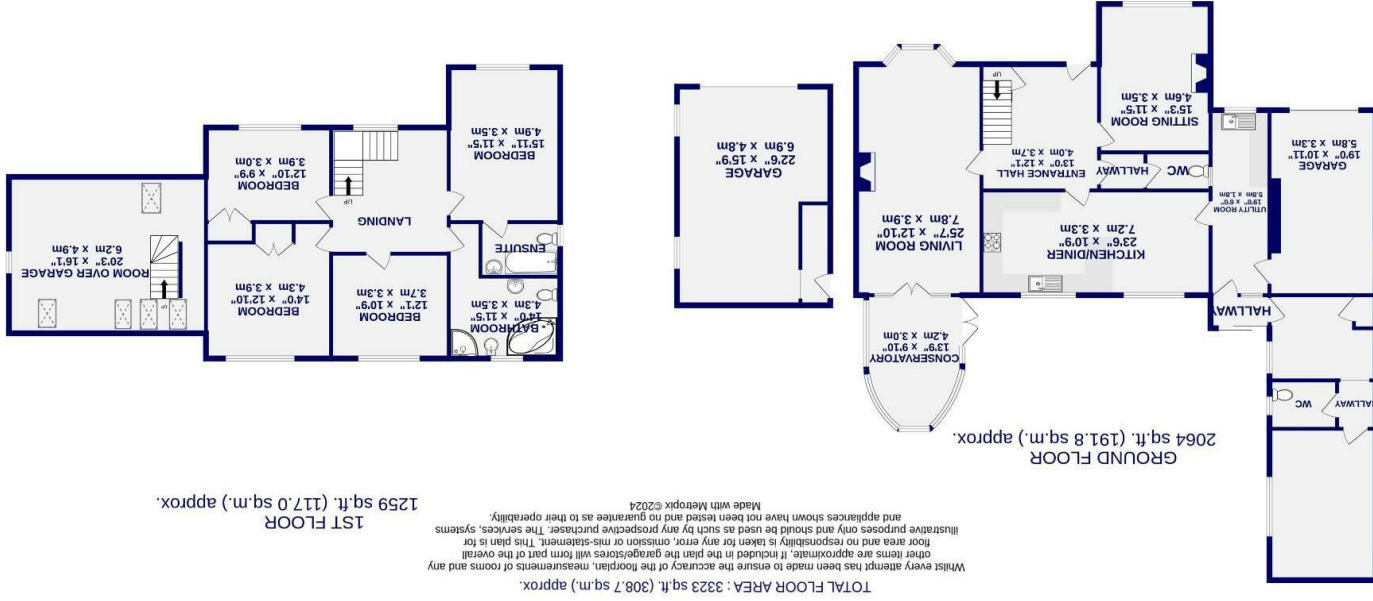 TOTAL FLOOR AREA : 3323 sq.ft. (308.7 sq.m.) approx.
Whilst every attempt has been made to ensure the accuracy of the floorplan, measurements of rooms and any
other items are approximate, if included in the plan the garage/stores will form part of the overall
floor area and no responsibility is taken for any error, omission or mis-statement. This plan is for
illustrative purposes only and should be used as such by any prospective purchaser. The services, systems
and appliances shown have not been tested and no guarantee as to their operability.
Made with Metropix ©2024
GROUND FLOOR
2064 sq.ft. (191.8 sq.m.) approx.
HALLWAY
WC
HALLWAY
CONSERVATORY
13'9" x 9'10"
4.2m x 3.0m
GARAGE
19'0" x 10'11"
5.8m x 3.3m
UTILITY ROOM
19'0" x 6'0"
5.8m x 1.8m
KITCHEN/DINER
23'6" x 10'9"
7.2m x 3.3m
LIVING ROOM
25'7" x 12'10"
7.8m x 3.9m
WC
HALLWAY
ENTRANCE HALL
13'0" x 12'1"
4.0m x 3.7m
UP
SITTING ROOM
15'3" x 11'5"
4.6m x 3.5m
GARAGE
22'6" x 15'9"
6.9m x 4.8m
1ST FLOOR
1259 sq.ft. (117.0 sq.m.) approx.
BATHROOM
14'0" x 11'5"
4.3m x 3.5m
BEDROOM
12'1" x 10'9"
3.7m x 3.3m
BEDROOM
14'0" x 12'10"
4.3m x 3.9m
UP
ROOM OVER GARAGE
20'3" x 16'1"
6.2m x 4.9m
ENSUITE
LANDING
UP
BEDROOM
15'11" x 11'5"
4.9m x 3.5m
BEDROOM
12'10" x 9'9"
3.9m x 3.0m